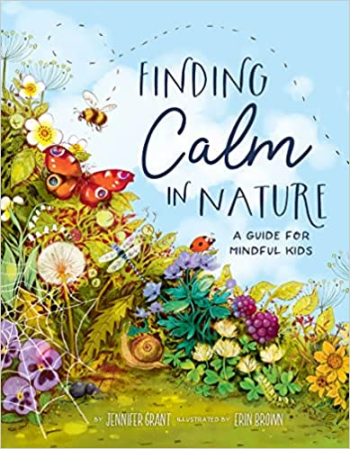 FINDING
Calm
IN NATURE
A GUIDE FOR
MINDFUL KIDS
BY JENNIFER GRANT ILLUSTRATED BY ERIN BROWN